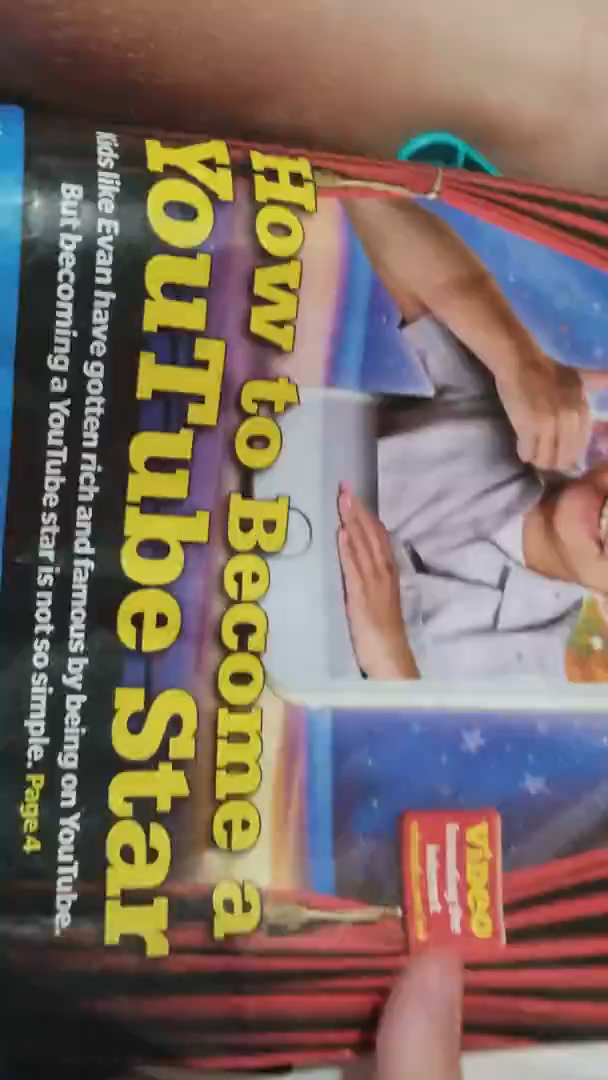 How to Become a
YouTube Star
Kids like Evan have gotten rich and famous by being on YouTube.
But becoming a YouTube star is not so simple. Page 4
Video